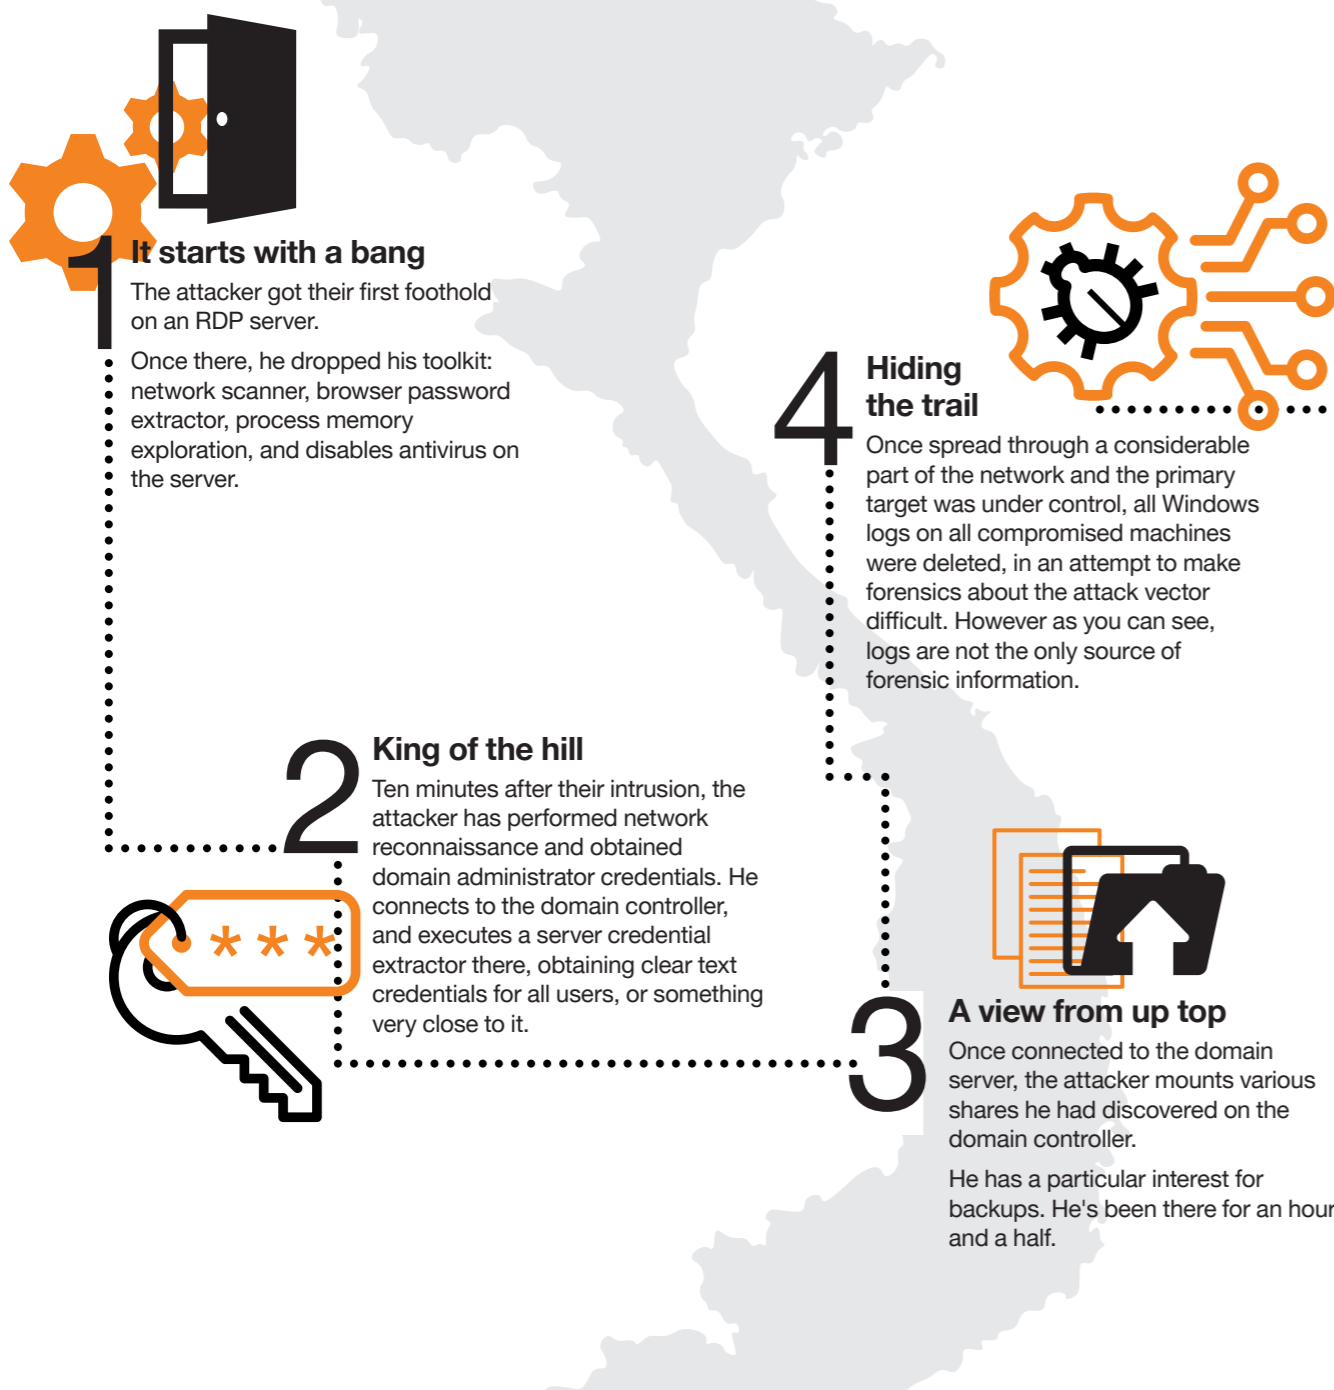 1
It starts with a bang
The attacker got their first foothold
on an RDP server.
Once there, he dropped his toolkit:
network scanner, browser password
extractor, process memory
exploration, and disables antivirus on
the server.
2
King of the hill
Ten minutes after their intrusion, the
attacker has performed network
reconnaissance and obtained
domain administrator credentials. He
connects to the domain controller,
and executes a server credential
extractor there, obtaining clear text
credentials for all users, or something
very close to it.
***
3
A view from up top
Once connected to the domain
server, the attacker mounts various
shares he had discovered on the
domain controller.
He has a particular interest for
backups. He's been there for an hour
and a half.
4
Hiding
the trail
Once spread through a considerable
part of the network and the primary
target was under control, all Windows
logs on all compromised machines
were deleted, in an attempt to make
forensics about the attack vector
difficult. However as you can see,
logs are not the only source of
forensic information.